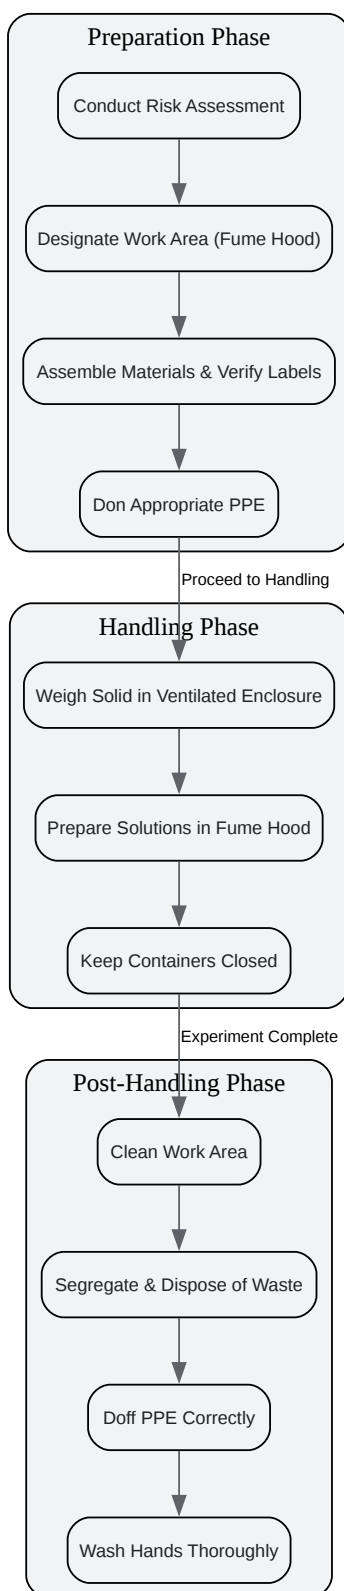 Preparation Phase
Conduct Risk Assessment
Designate Work Area (Fume Hood)
Assemble Materials & Verify Labels
Don Appropriate PPE
Proceed to Handling
Handling Phase
Weigh Solid in Ventilated Enclosure
Prepare Solutions in Fume Hood
Keep Containers Closed
Experiment Complete
Post-Handling Phase
Clean Work Area
Segregate & Dispose of Waste
Doff PPE Correctly
Wash Hands Thoroughly